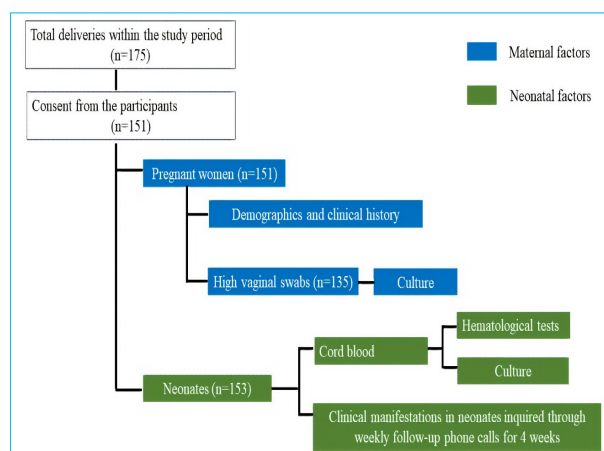 Total deliveries within the study period
(n=175)
Maternal factors
Neonatal factors
Consent from the participants
(n=151)
Pregnant women (n=151)
Demographics and clinical history
High vaginal swabs (n=135)
Culture
Hematological tests
Cord blood
Culture
Neonates (n=153)
Clinical manifestations in neonates inquired through
weekly follow-up phone calls for 4 weeks